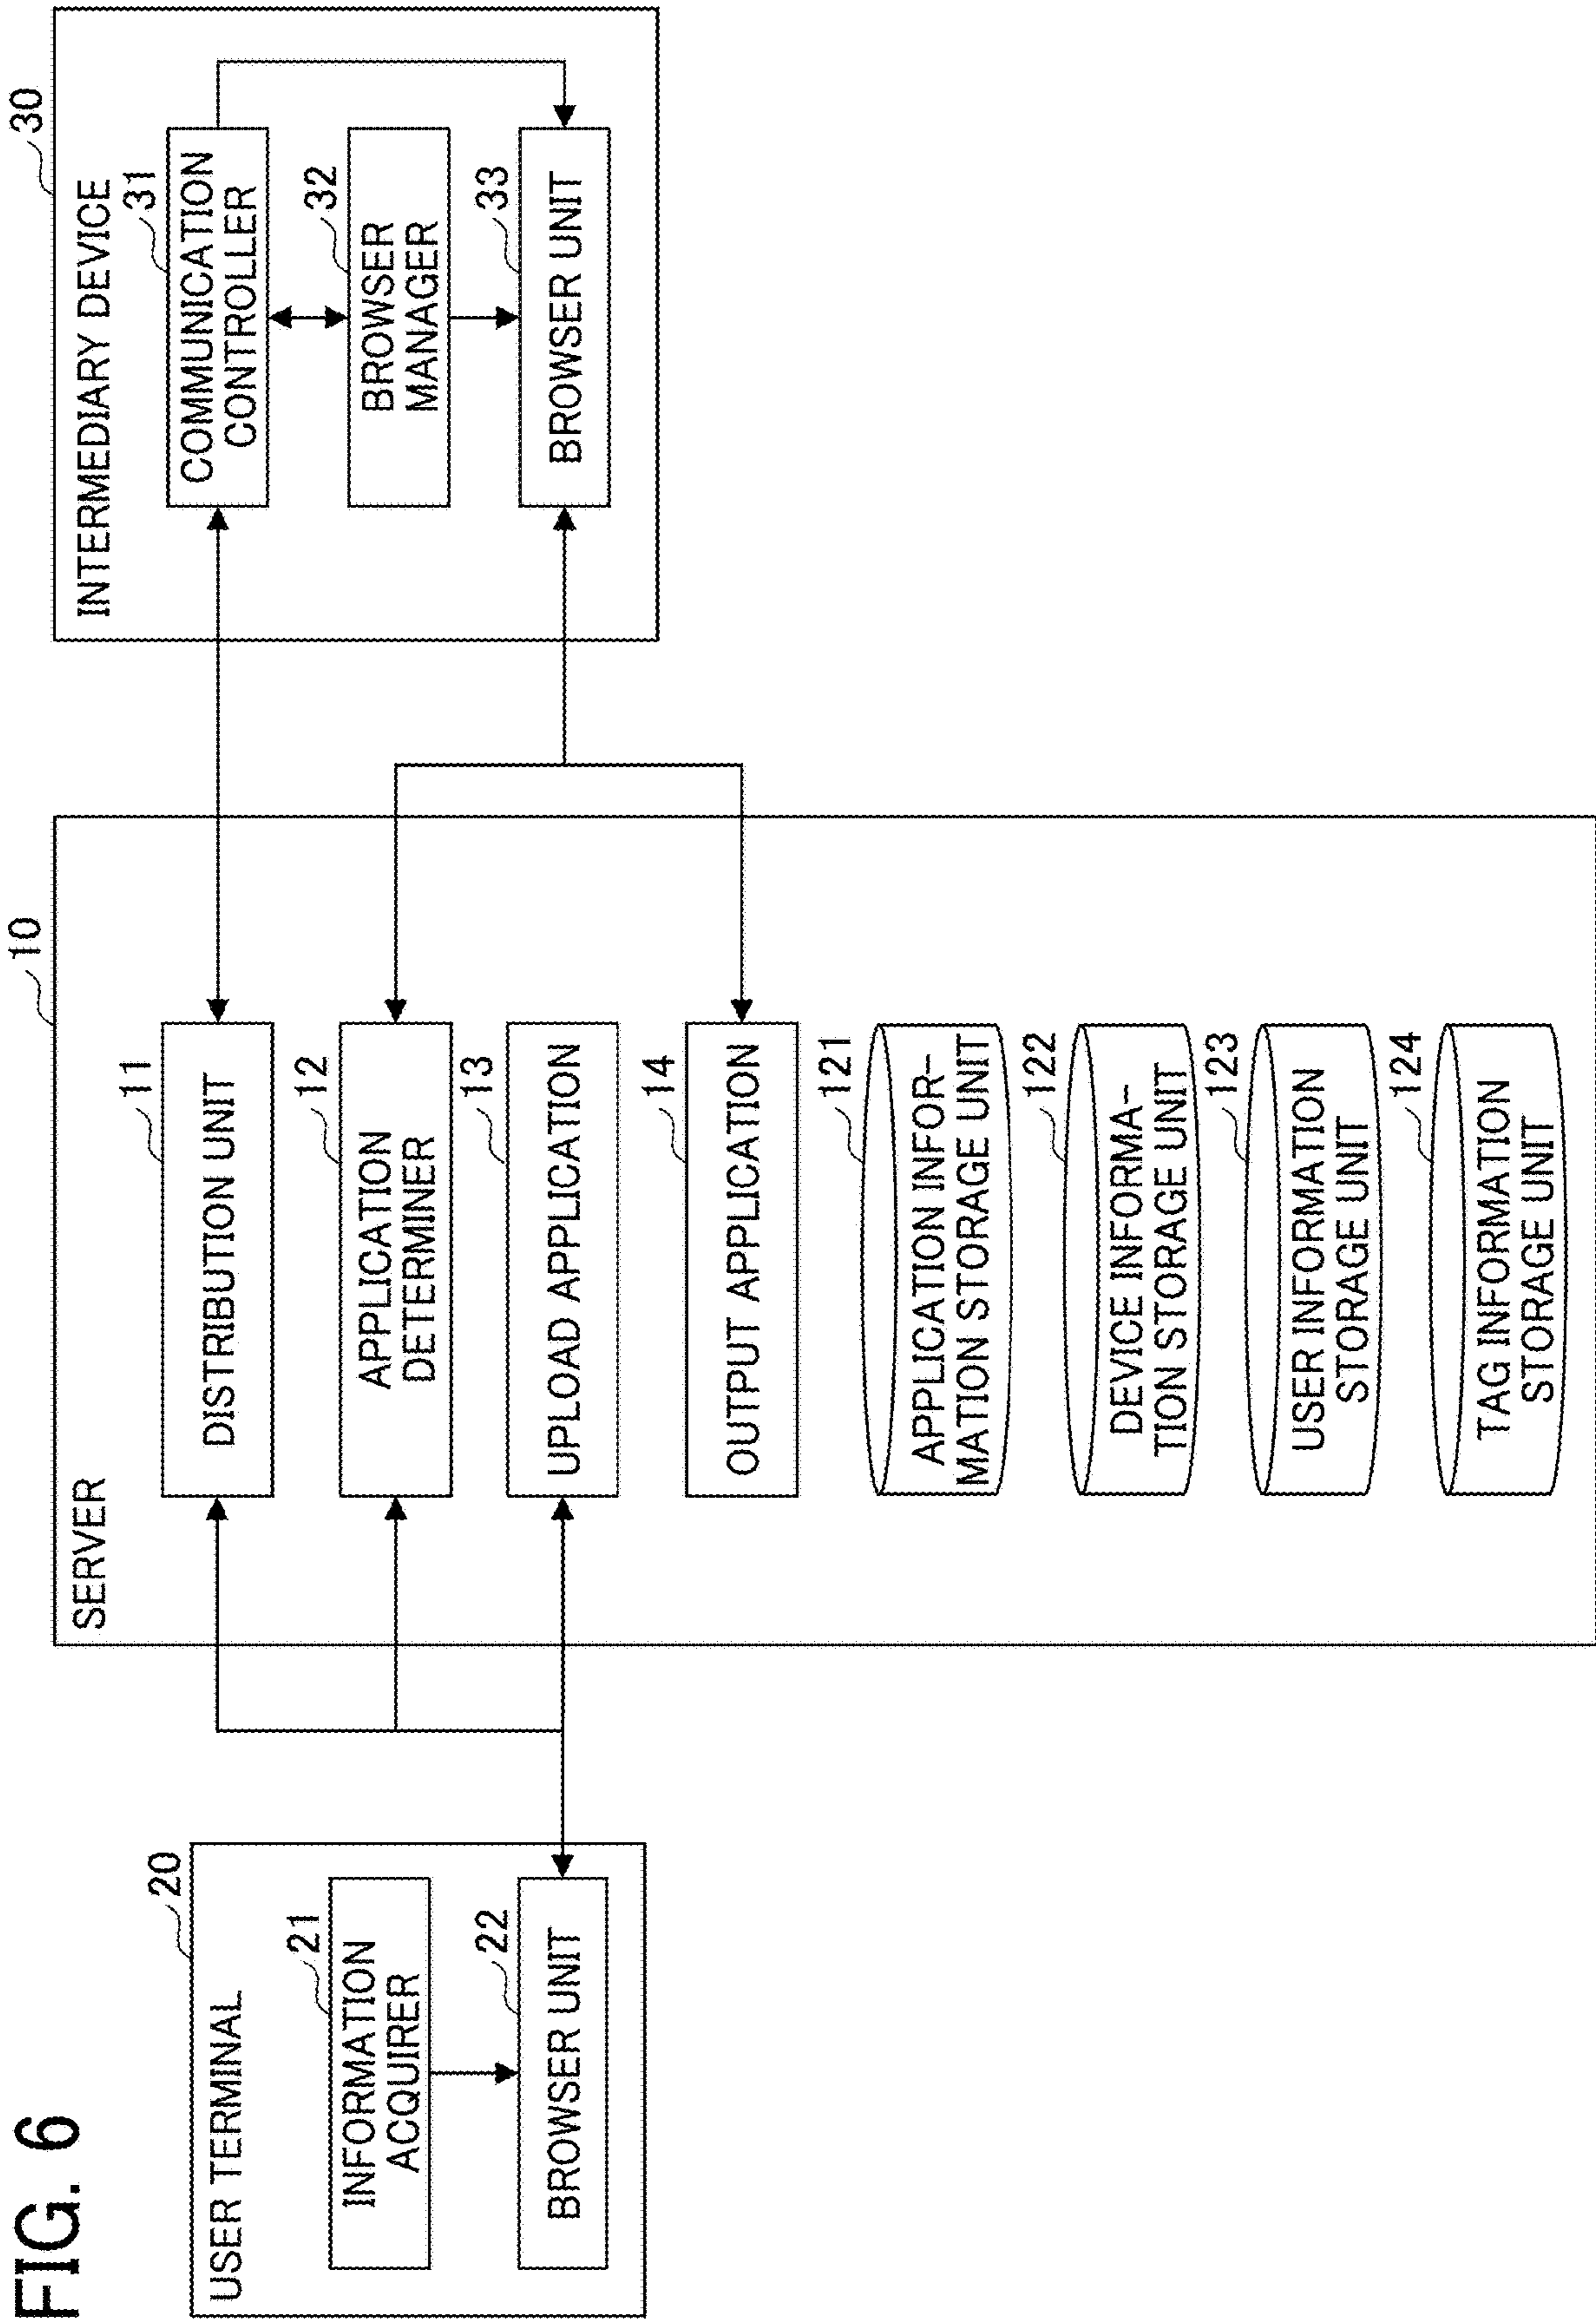 FIG. 6
USER TERMINAL
20
INFORMATION
ACQUIRER
21
BROWSER UNIT
22
SERVER
10
DISTRIBUTION UNIT
11
APPLICATION
DETERMINER
12
UPLOAD APPLICATION
13
OUTPUT APPLICATION
14
APPLICATION INFOR-
MATION STORAGE UNIT
121
DEVICE INFORMA-
TION STORAGE UNIT
122
USER INFORMATION
STORAGE UNIT
123
TAG INFORMATION
STORAGE UNIT
124
INTERMEDIARY DEVICE
30
COMMUNICATION
CONTROLLER
31
BROWSER
MANAGER
32
BROWSER UNIT
33